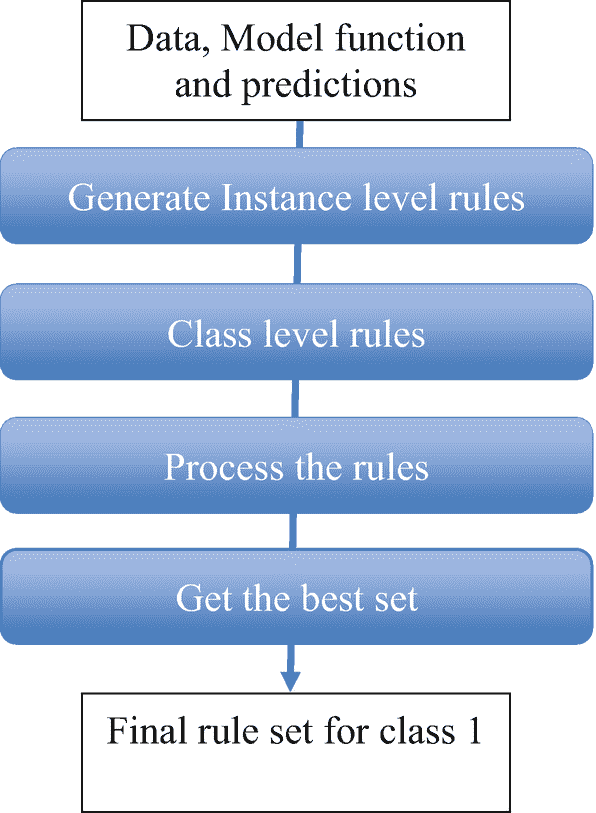 Data, Model function
and predictions
Generate Instance level rules
Class level rules
Process the rules
Get the best set
Final rule set for class 1